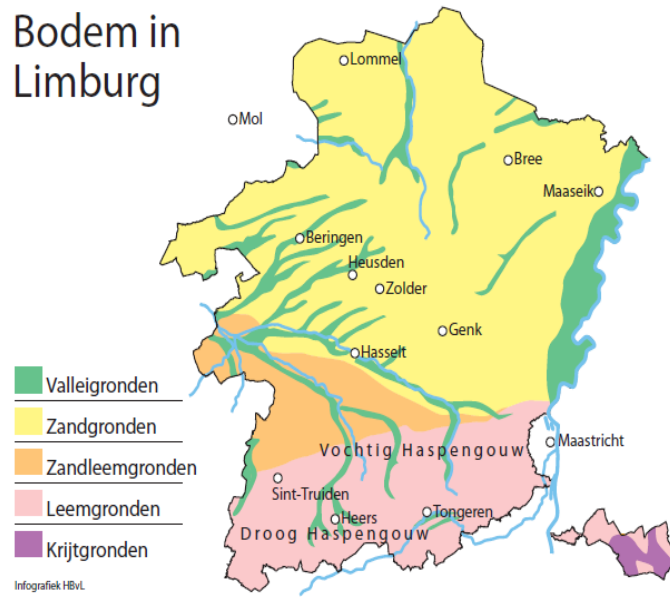 Bodem in
Limburg
Lommel
Mol
Bree
Maaseik
Beringen
Heusden
Zolder
Genk
Hasselt
Valleigronden
Zandgronden
Zandleemgronden
Leemgronden
Krijtgronden
Maastricht
Vochtig Haspengouw
Sint-Truiden
Heers
Tongeren
Droog Haspengouw
Infografiek HBvL